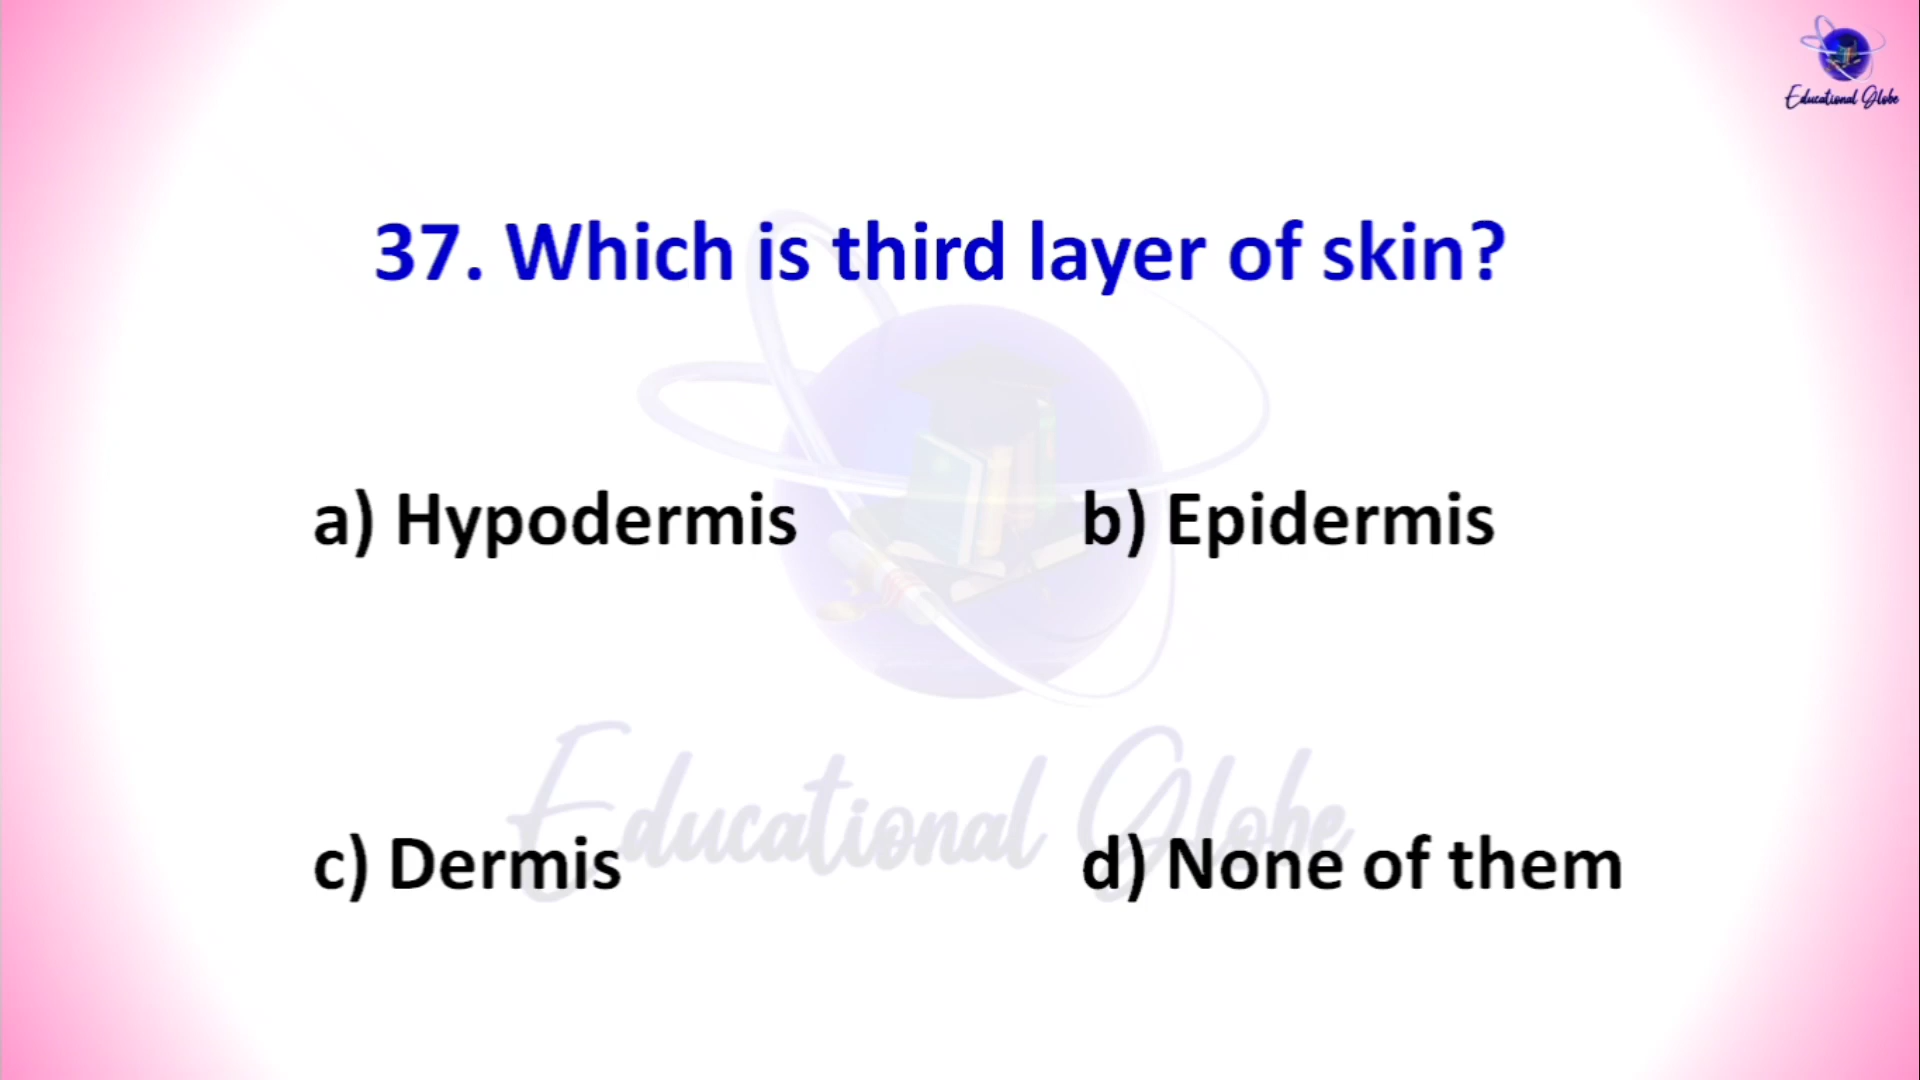 Educational Globe
37. Which is third layer of skin?
a) Hypodermis
b) Epidermis
Educational Globe
c) Dermis
d) None of them